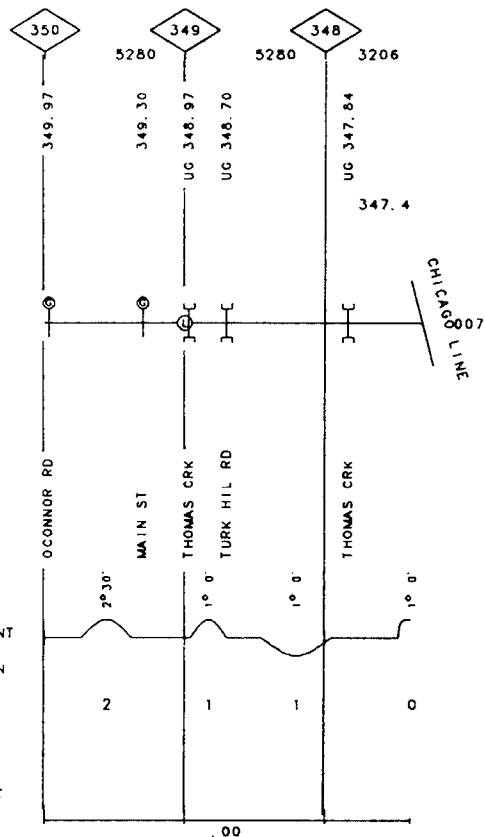 350 349 348
5280 5280 3206
349.97
349.30
UG 348.97
UG 348.70
UG 347.84
347.4
CHICAGO LINE
007
OCONNOR RD
MAIN ST
THOMAS CRK
TURK HIL RD
THOMAS CRK
2°30'
1° 0'
1° 0'
1° 0'
NT
N
2 1 1 0
.00